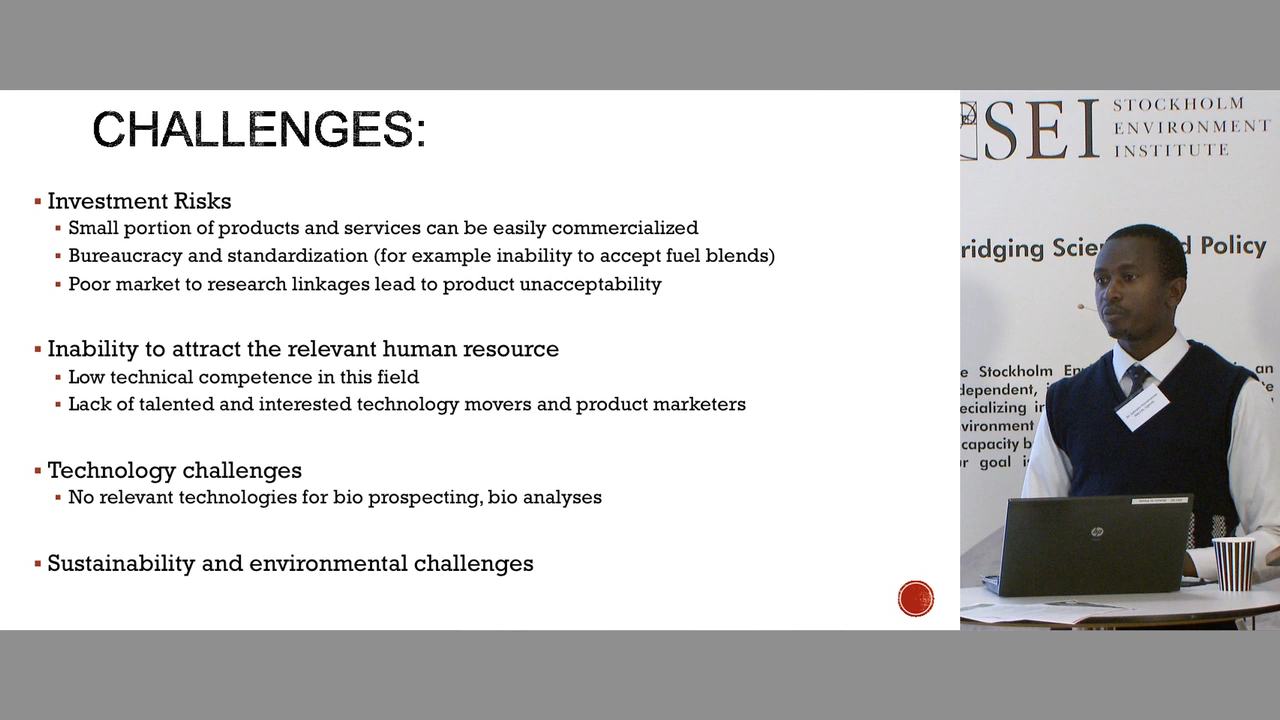 CHALLENGES:
▪ Investment Risks
▪ Small portion of products and services can be easily commercialized
▪ Bureaucracy and standardization (for example inability to accept fuel blends)
▪ Poor market to research linkages lead to product unacceptability
▪ Inability to attract the relevant human resource
▪ Low technical competence in this field
▪ Lack of talented and interested technology movers and product marketers
▪ Technology challenges
▪ No relevant technologies for bio prospecting, bio analyses
▪ Sustainability and environmental challenges
SEI
STOCKHOLM
ENVIRONMENT
INSTITUTE
ridging Scien d Policy
e Stockholm En an
dependent, i
ecializing in
vironment
capacity b
r goal i
hp